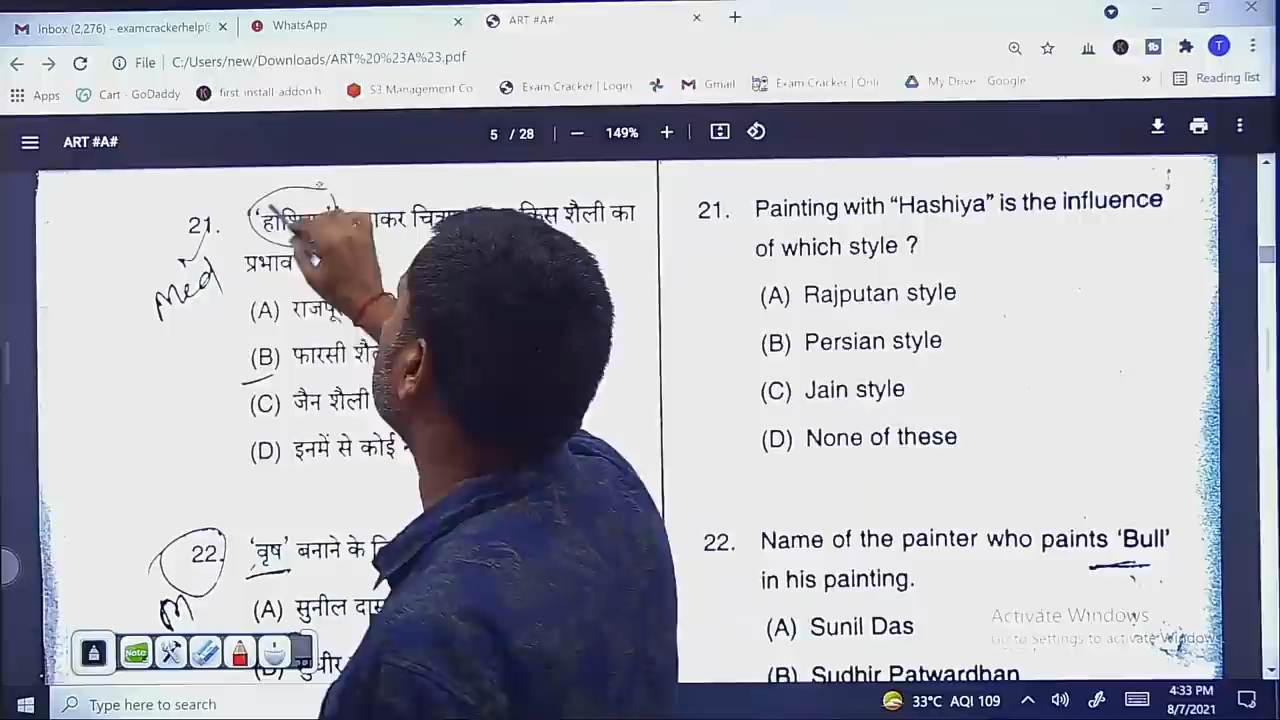 Inbox (2,276) - examcrackerhelp@
WhatsApp
ART #A#
File
C:/Users/new/Downloads/ART%20%23A%23.pdf
Apps
Cart - GoDaddy
first install addon h
S3 Management Co
Exam Cracker | Login
Gmail
Exam Cracker | Onli
My Drive
Google
Reading list
ART #A#
5 / 28
149%
21.
किस शैली का
प्रभाव
(A)
(B) फारसी
(C) जैन शैली
(D) इनमें से कोई
Med
22. 'वृष' बनाने के
M
(A) सुनील दास
21. Painting with "Hashiya" is the influence
of which style ?
(A) Rajputan style
(B) Persian style
(C) Jain style
(D) None of these
22. Name of the painter who paints 'Bull'
in his painting.
(A) Sunil Das
(B) Sudhir Patwardhan
Activate Windows
Go to Settings to activate Windows
Note
Type here to search
33°C AQI 109
4:33 PM
8/7/2021